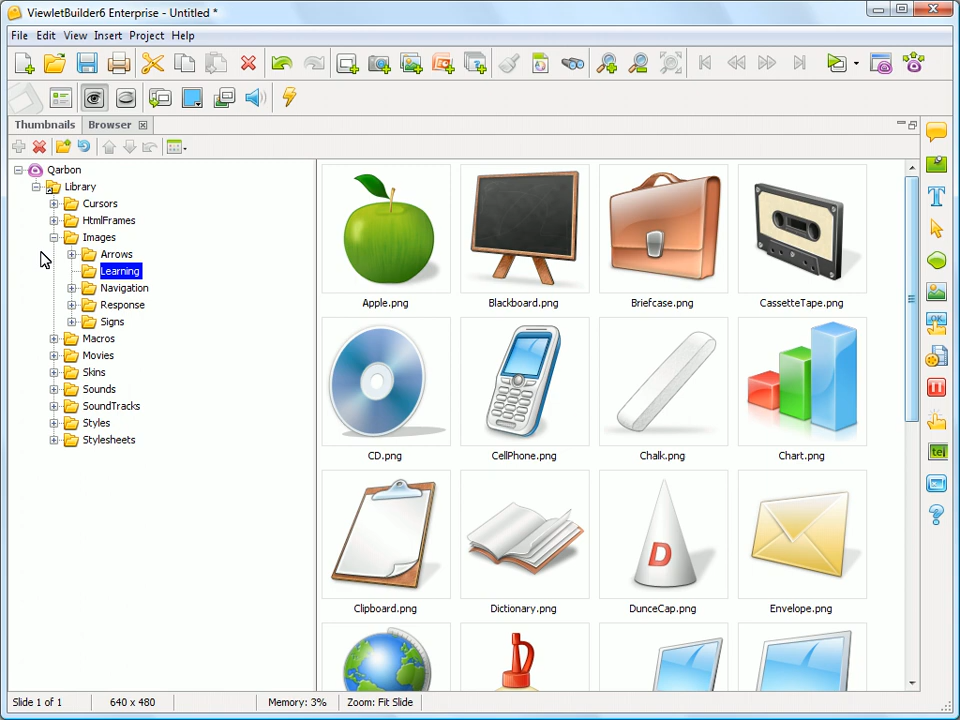 ViewletBuilder6 Enterprise - Untitled *
File Edit View Insert Project Help
Thumbnails Browser
Qarbon
Library
Cursors
HtmlFrames
Images
Arrows
Learning
Navigation
Response
Signs
Macros
Movies
Skins
Sounds
SoundTracks
Styles
Stylesheets
Apple.png Blackboard.png Briefcase.png CassetteTape.png
CD.png CellPhone.png Chalk.png Chart.png
D
Clipboard.png Dictionary.png DunceCap.png Envelope.png
OK
te
Slide 1 of 1 640 x 480 Memory: 3% Zoom: Fit Slide